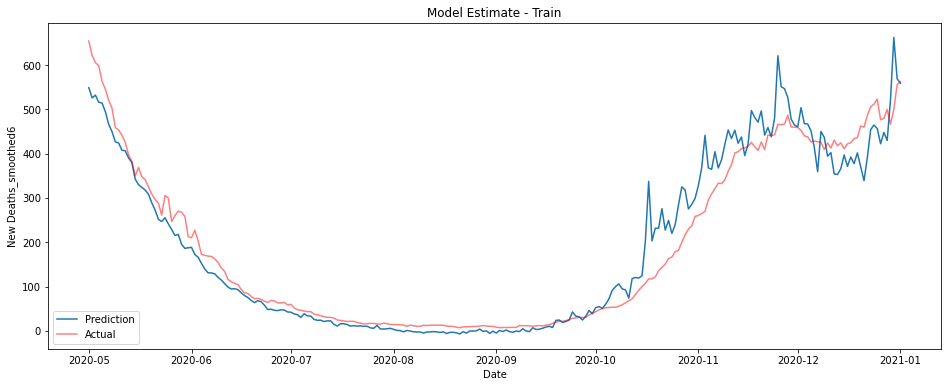 Model Estimate - Train
New Deaths_smoothed6
600
500
400
300
200
100
0
Prediction
Actual
2020-05 2020-06 2020-07 2020-08 2020-09 2020-10 2020-11 2020-12 2021-01
Date